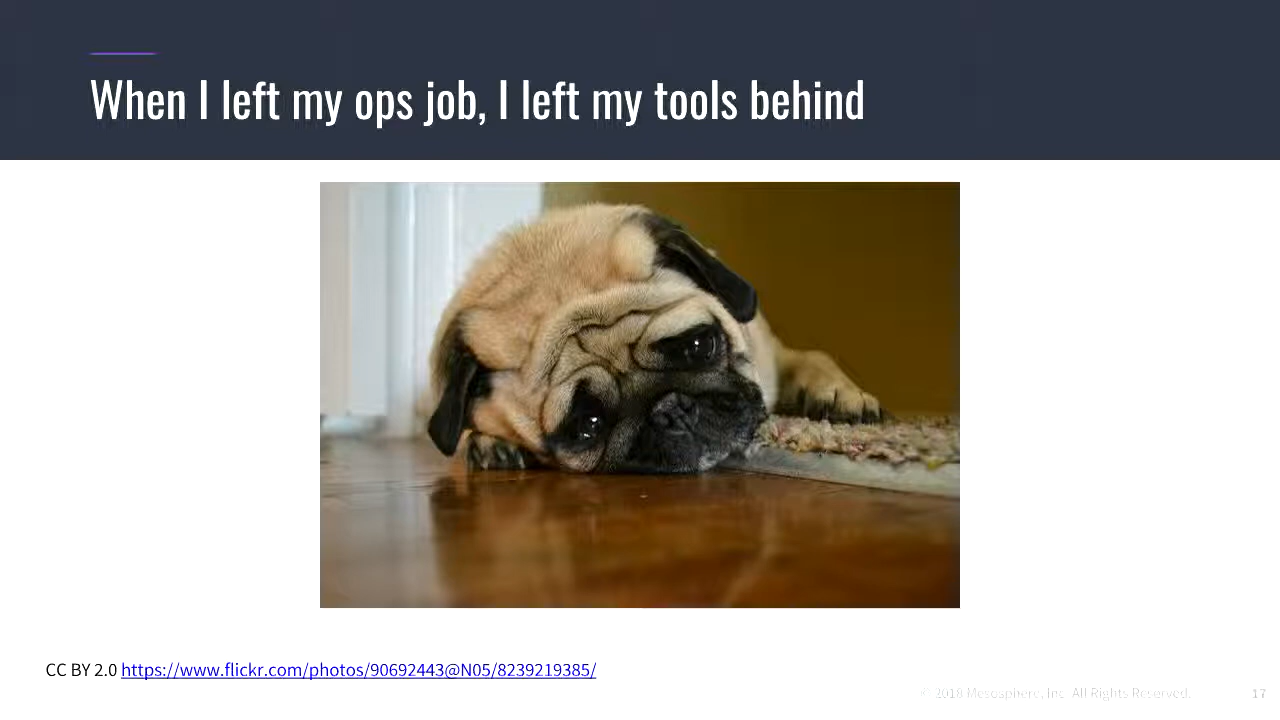 When I left my ops job, I left my tools behind
CC BY 2.0 https://www.flickr.com/photos/90692443@N05/8239219385/
© 2018 Mesosphere, Inc. All Rights Reserved.
17